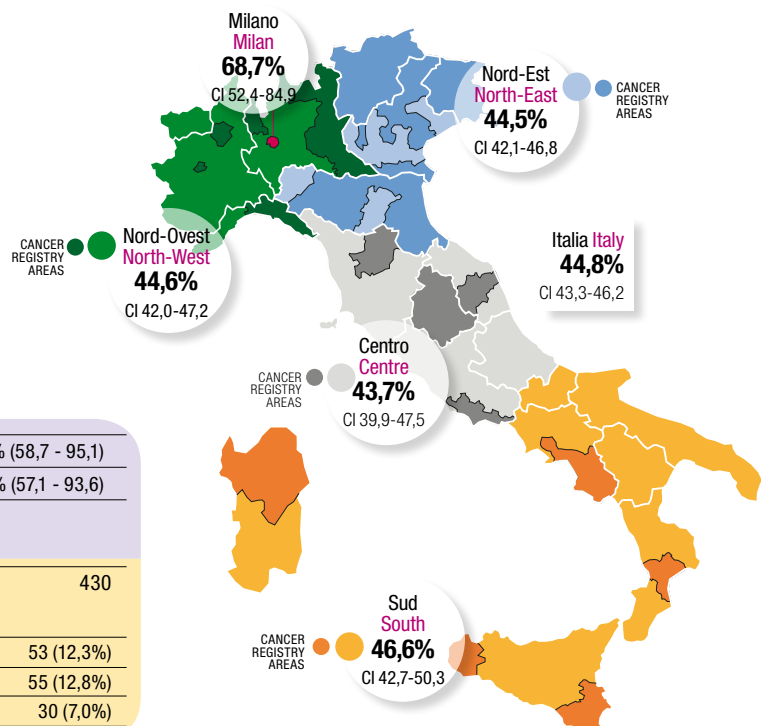 Milano
Milan
68,7%
CI 52,4-84,9
Nord-Est
North-East
44,5%
CI 42,1-46,8
CANCER
REGISTRY
AREAS
CANCER
REGISTRY
AREAS
Nord-Ovest
North-West
44,6%
CI 42,0-47,2
Italia Italy
44,8%
CI 43,3-46,2
CANCER
REGISTRY
AREAS
Centro
Centre
43,7%
CI 39,9-47,5
% (58,7 - 95,1)
% (57,1 - 93,6)
430
53 (12,3%)
55 (12,8%)
30 (7,0%)
CANCER
REGISTRY
AREAS
Sud
South
46,6%
CI 42,7-50,3